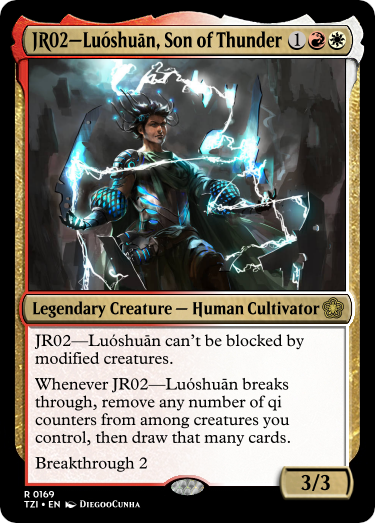 JR02—Luóshuān, Son of Thunder 1
Legendary Creature — Human Cultivator
JR02—Luóshuān can't be blocked by
modified creatures.
Whenever JR02—Luóshuān breaks
through, remove any number of qi
counters from among creatures you
control, then draw that many cards.
Breakthrough 2
3/3
R 0169
TZI • EN DiegooCunha